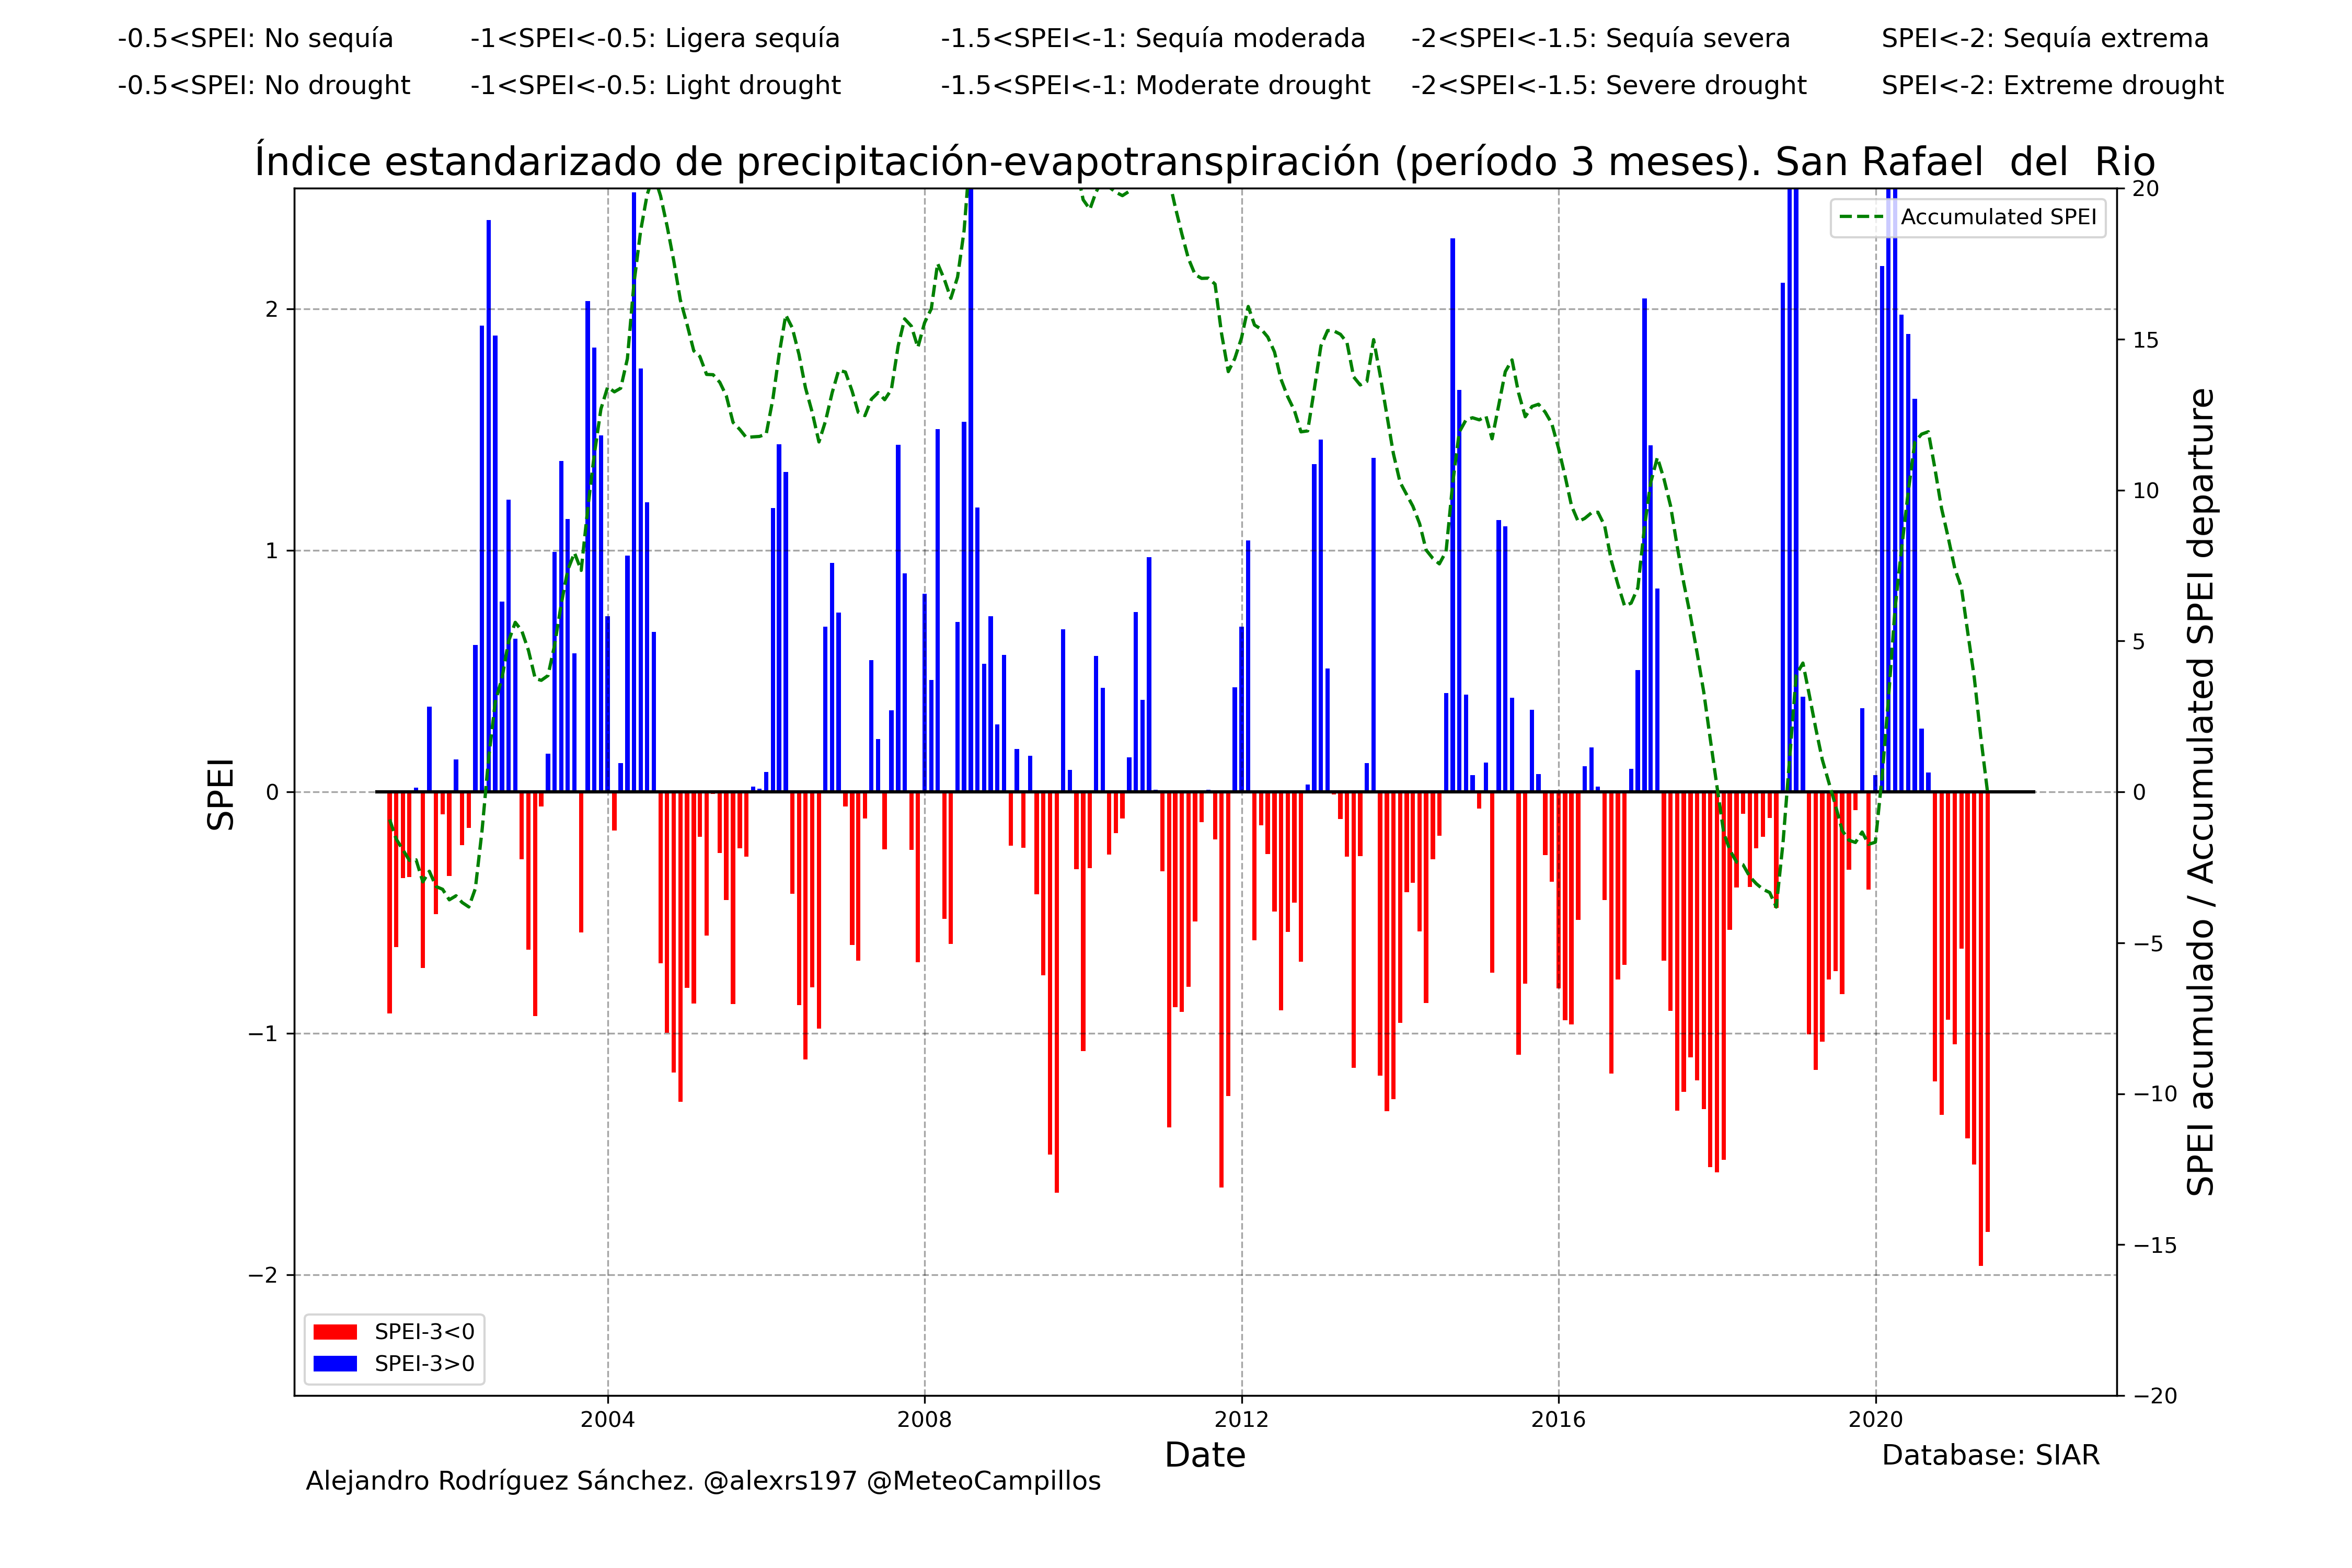 -0.5<SPEI: No sequía -1<SPEI<-0.5: Ligera sequía -1.5<SPEI<-1: Sequía moderada -2<SPEI<-1.5: Sequía severa SPEI<-2: Sequía extrema
-0.5<SPEI: No drought -1<SPEI<-0.5: Light drought -1.5<SPEI<-1: Moderate drought -2<SPEI<-1.5: Severe drought SPEI<-2: Extreme drought
Índice estandarizado de precipitación-evapotranspiración (período 3 meses). San Rafael  del  Rio
Accumulated SPEI
SPEI
2
1
0
−1
−2
20
15
10
5
0
−5
−10
−15
−20
SPEI acumulado / Accumulated SPEI departure
SPEI-3<0
SPEI-3>0
2004 2008 2012 2016 2020
Date
Database: SIAR
Alejandro Rodríguez Sánchez. @alexrs197 @MeteoCampillos